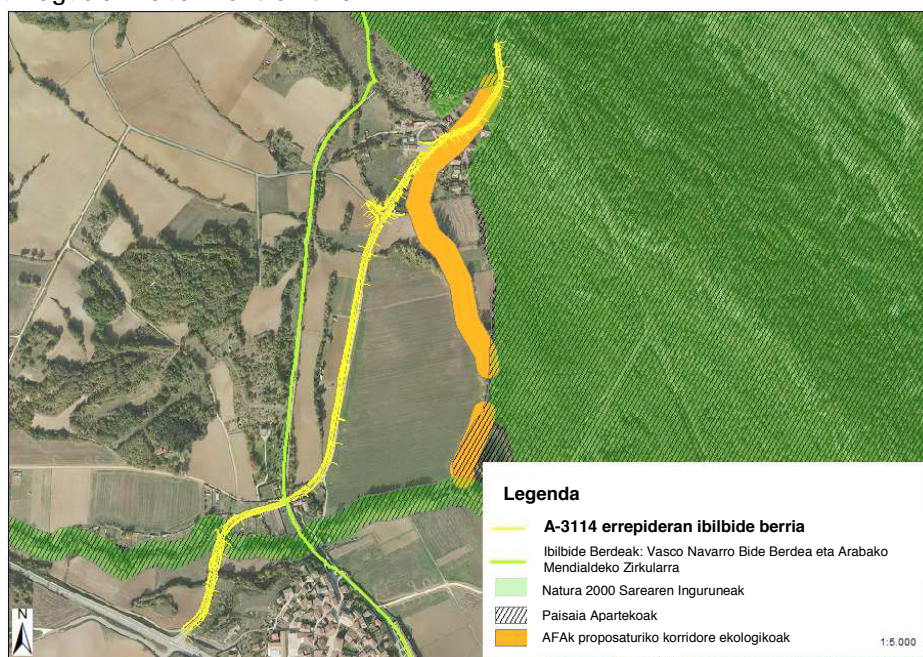 Legenda
A-3114 errepideran ibilbide berria
Ibilbide Berdeak: Vasco Navarro Bide Berdea eta Arabako
Mendialdeko Zirkularra
Natura 2000 Sarearen Inguruneak
Paisaia Apartekoak
AFAk proposaturiko korridore ekologikoak
N
1:5.000